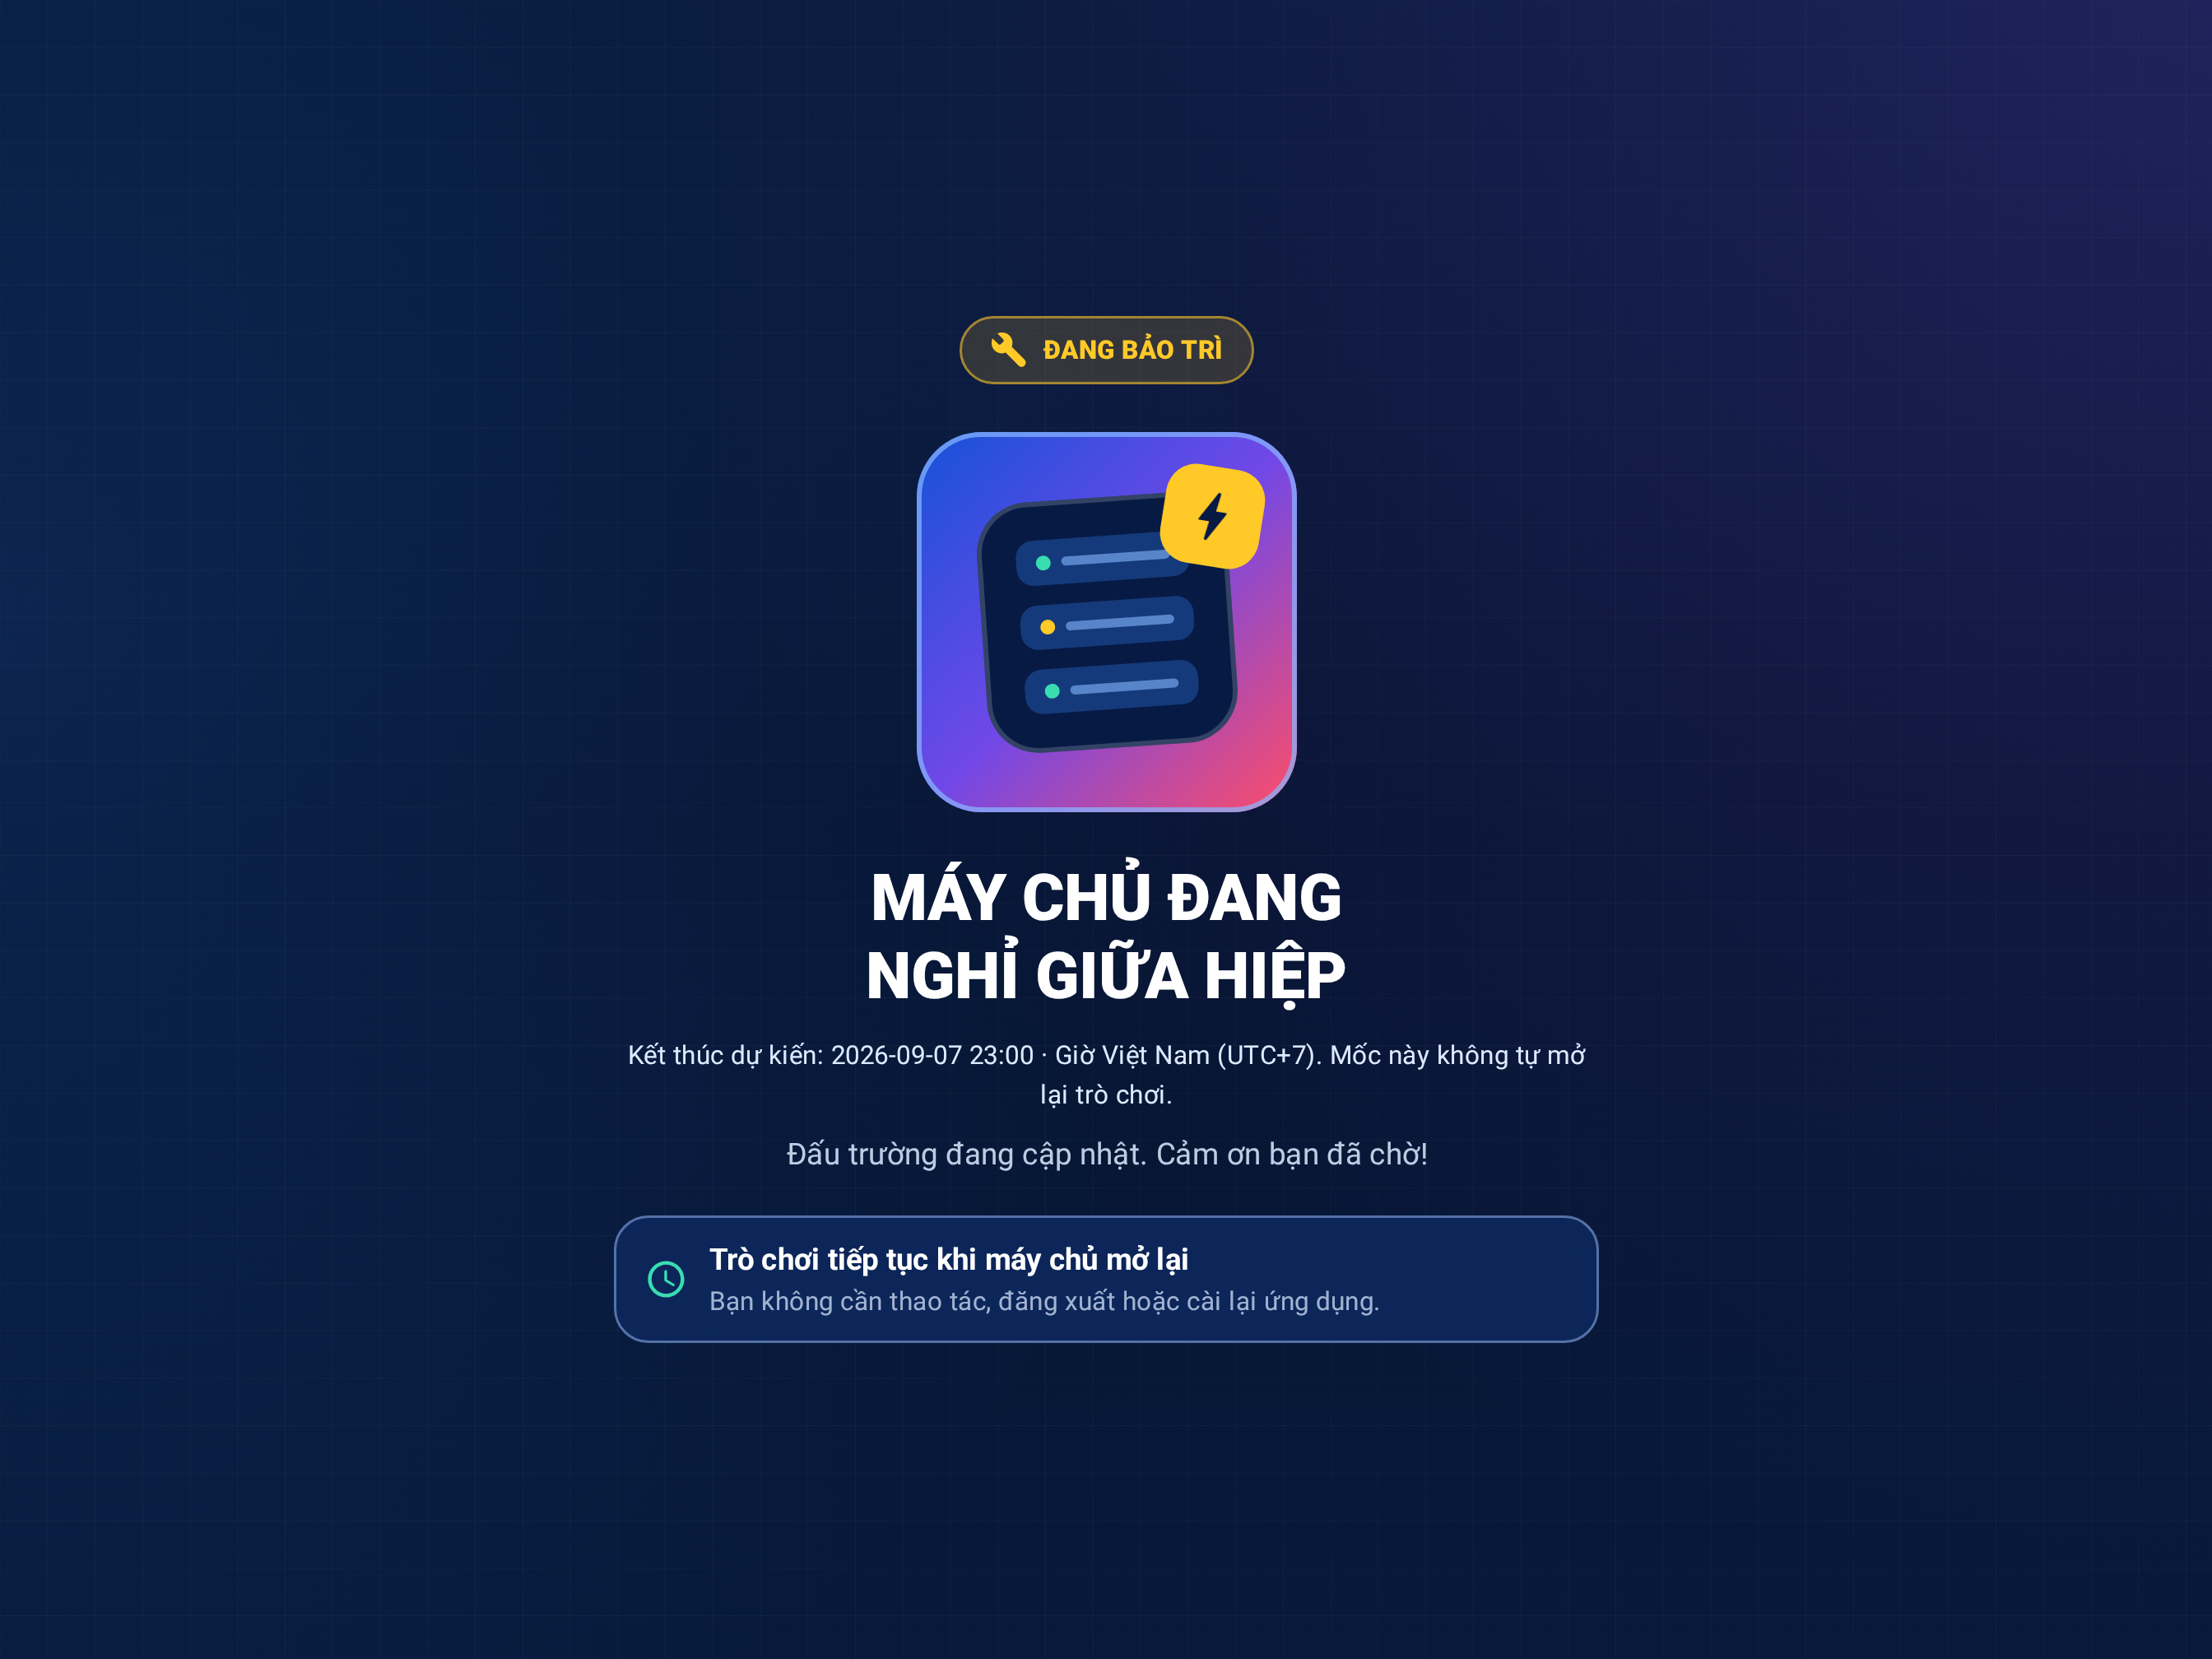 ĐANG BẢO TRÌ
MÁY CHỦ ĐANG
NGHỈ GIỮA HIỆP
Kết thúc dự kiến: 2026-09-07 23:00 · Giờ Việt Nam (UTC+7). Mốc này không tự mở
lại trò chơi.
Đấu trường đang cập nhật. Cảm ơn bạn đã chờ!
Trò chơi tiếp tục khi máy chủ mở lại
Bạn không cần thao tác, đăng xuất hoặc cài lại ứng dụng.